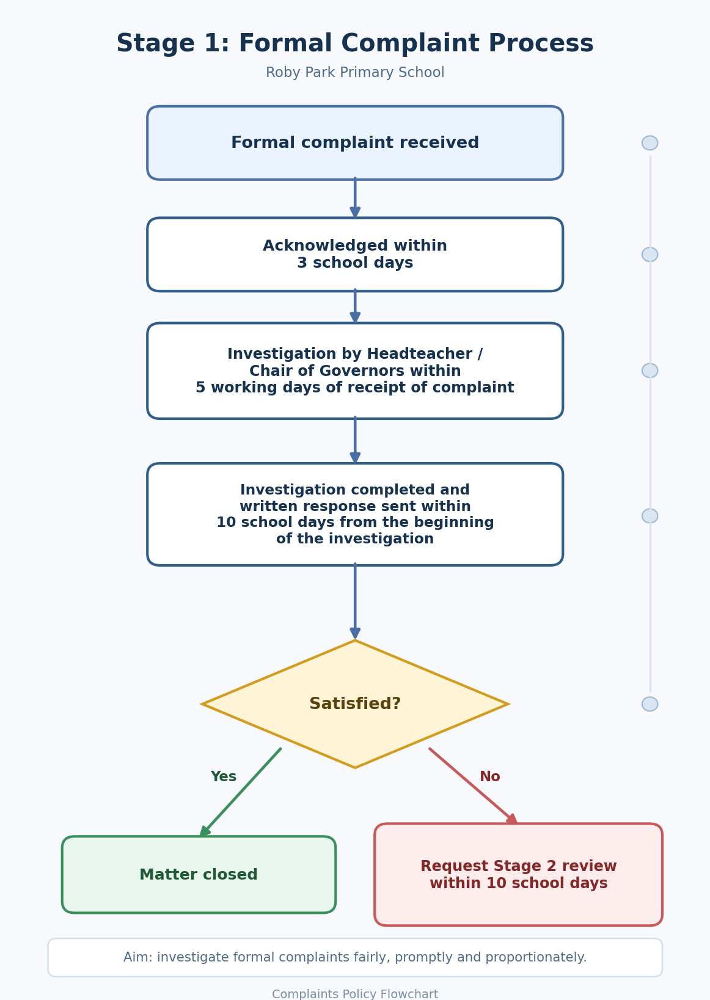 Stage 1: Formal Complaint Process
Roby Park Primary School
Formal complaint received
Acknowledged within
3 school days
Investigation by Headteacher /
Chair of Governors within
5 working days of receipt of complaint
Investigation completed and
written response sent within
10 school days from the beginning
of the investigation
Satisfied?
Yes
No
Matter closed
Request Stage 2 review
within 10 school days
Aim: investigate formal complaints fairly, promptly and proportionately.
Complaints Policy Flowchart